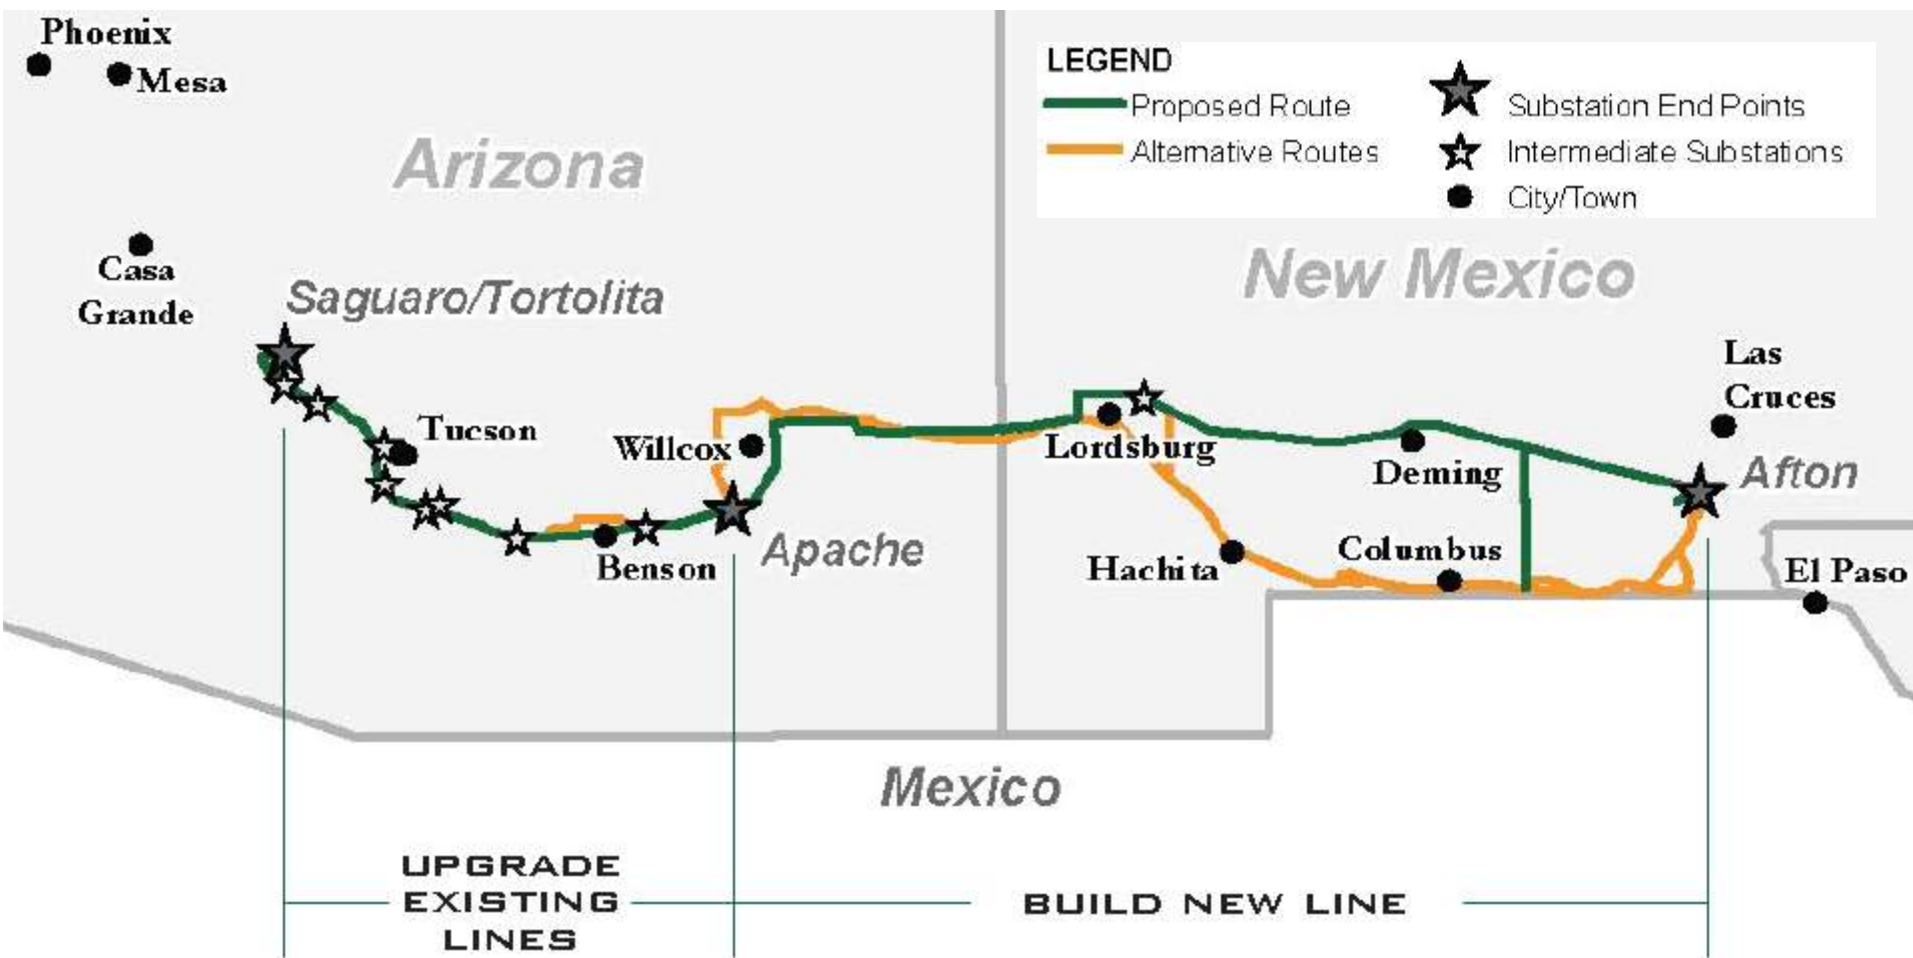 Phoenix
Mesa
LEGEND
Proposed Route
Substation End Points
Alternative Routes
Intermediate Substations
City/Town
Arizona
New Mexico
Casa
Grande
Saguaro/Tortolita
Las
Cruces
Tucson
Willcox
Lordsburg
Deming
Afton
Benson
Apache
Hachita
Columbus
El Paso
Mexico
UPGRADE
EXISTING
LINES
BUILD NEW LINE